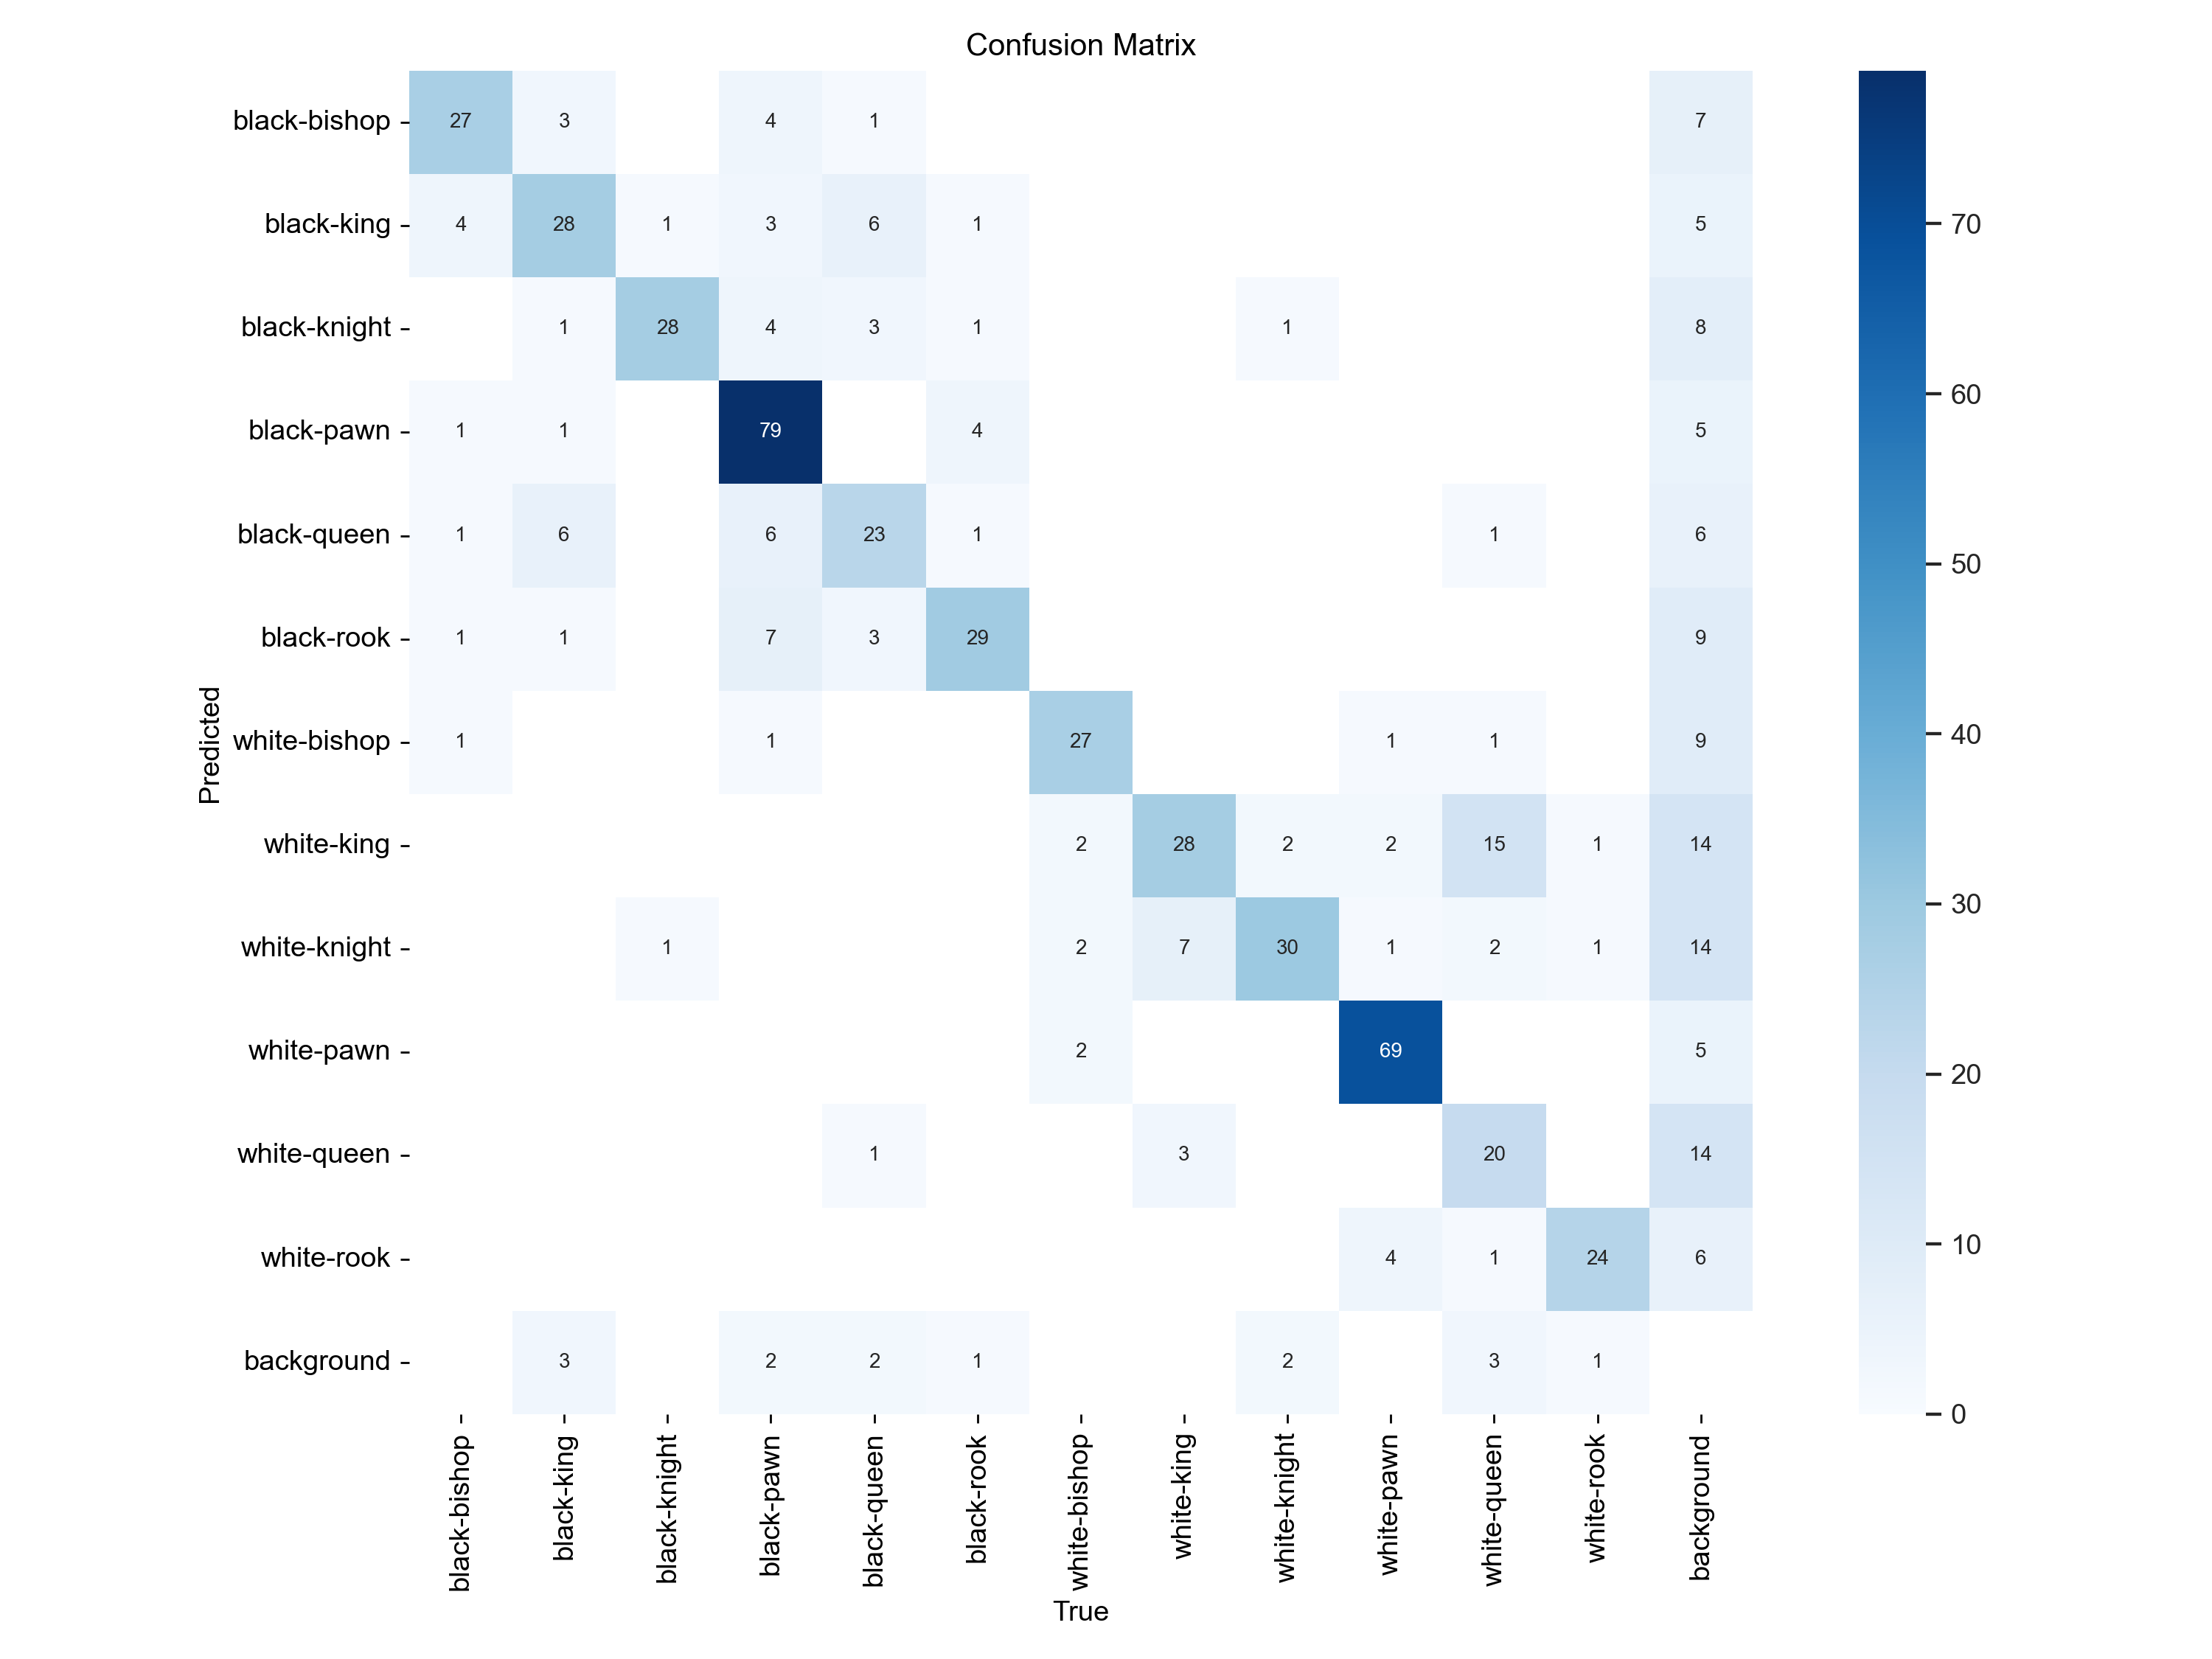 Confusion Matrix
black-bishop 27 3 4 1 7
black-king 4 28 1 3 6 1 5
black-knight 1 28 4 3 1 1 8
black-pawn 1 1 79 4 5
black-queen 1 6 6 23 1 1 6
black-rook 1 1 7 3 29 9
white-bishop 1 1 27 1 1 9
white-king 2 28 2 2 15 1 14
white-knight 1 2 7 30 1 2 1 14
white-pawn 2 69 5
white-queen 1 3 20 14
white-rook 4 1 24 6
background 3 2 2 1 2 3 1
Predicted
black-bishop
black-king
black-knight
black-pawn
black-queen
black-rook
white-bishop
white-king
white-knight
white-pawn
white-queen
white-rook
background
True
70
60
50
40
30
20
10
0